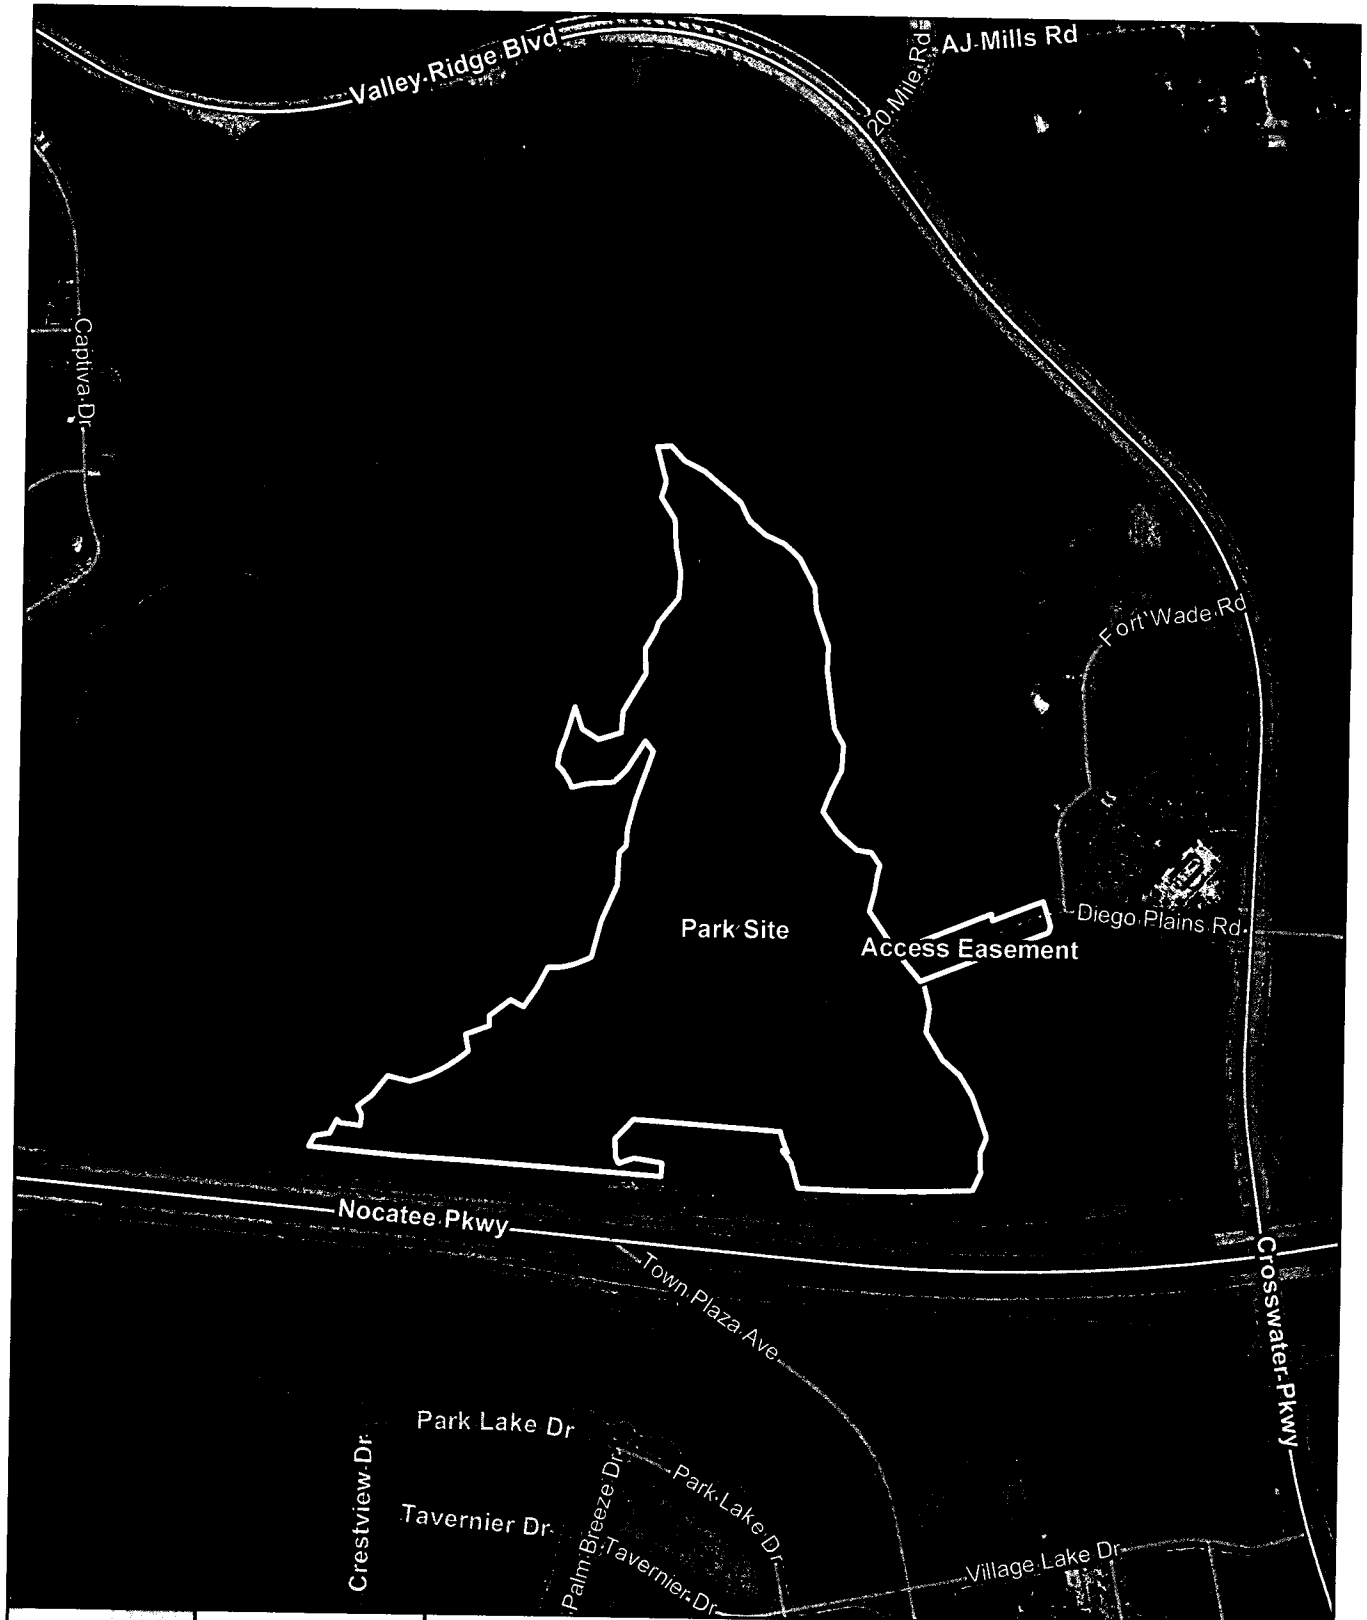 Valley Ridge Blvd
20 Mile Rd
AJ Mills Rd
Captiva Dr
Fort Wade Rd
Diego Plains Rd
Park Site
Access Easement
Nocatee Pkwy
Town Plaza Ave
Crosswater Pkwy
Park Lake Dr
Crestview Dr
Palm Breeze Dr
Park Lake Dr
Tavernier Dr
Tavernier Dr
Village Lake Dr